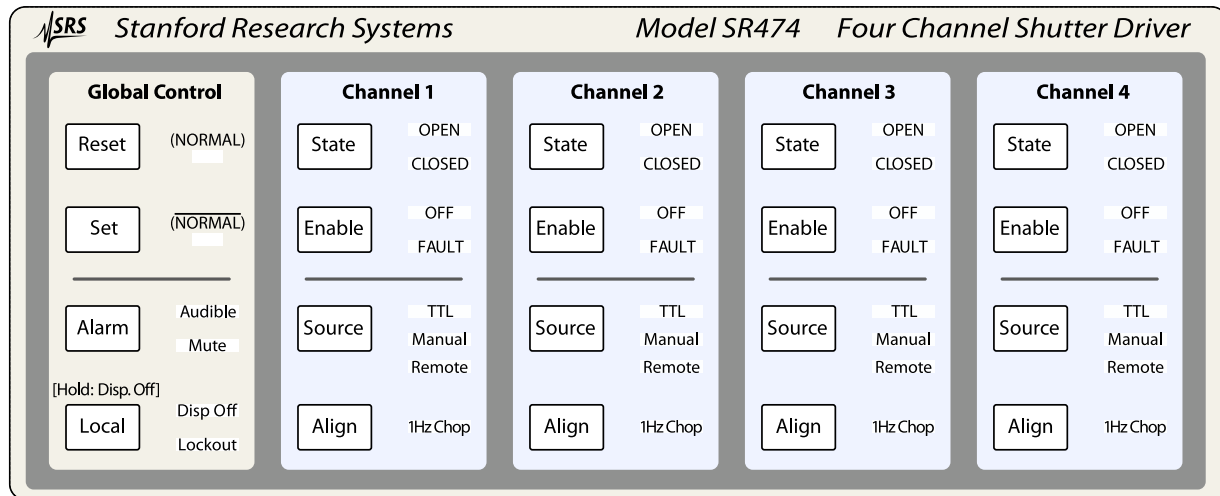 SRS Stanford Research Systems Model SR474 Four Channel Shutter Driver
Global Control
Reset (NORMAL)
Set (NORMAL)
Alarm Audible
Mute
[Hold: Disp. Off]
Local Disp Off
Lockout
Channel 1
State OPEN
CLOSED
Enable OFF
FAULT
Source TTL
Manual
Remote
Align 1Hz Chop
Channel 2
State OPEN
CLOSED
Enable OFF
FAULT
Source TTL
Manual
Remote
Align 1Hz Chop
Channel 3
State OPEN
CLOSED
Enable OFF
FAULT
Source TTL
Manual
Remote
Align 1Hz Chop
Channel 4
State OPEN
CLOSED
Enable OFF
FAULT
Source TTL
Manual
Remote
Align 1Hz Chop